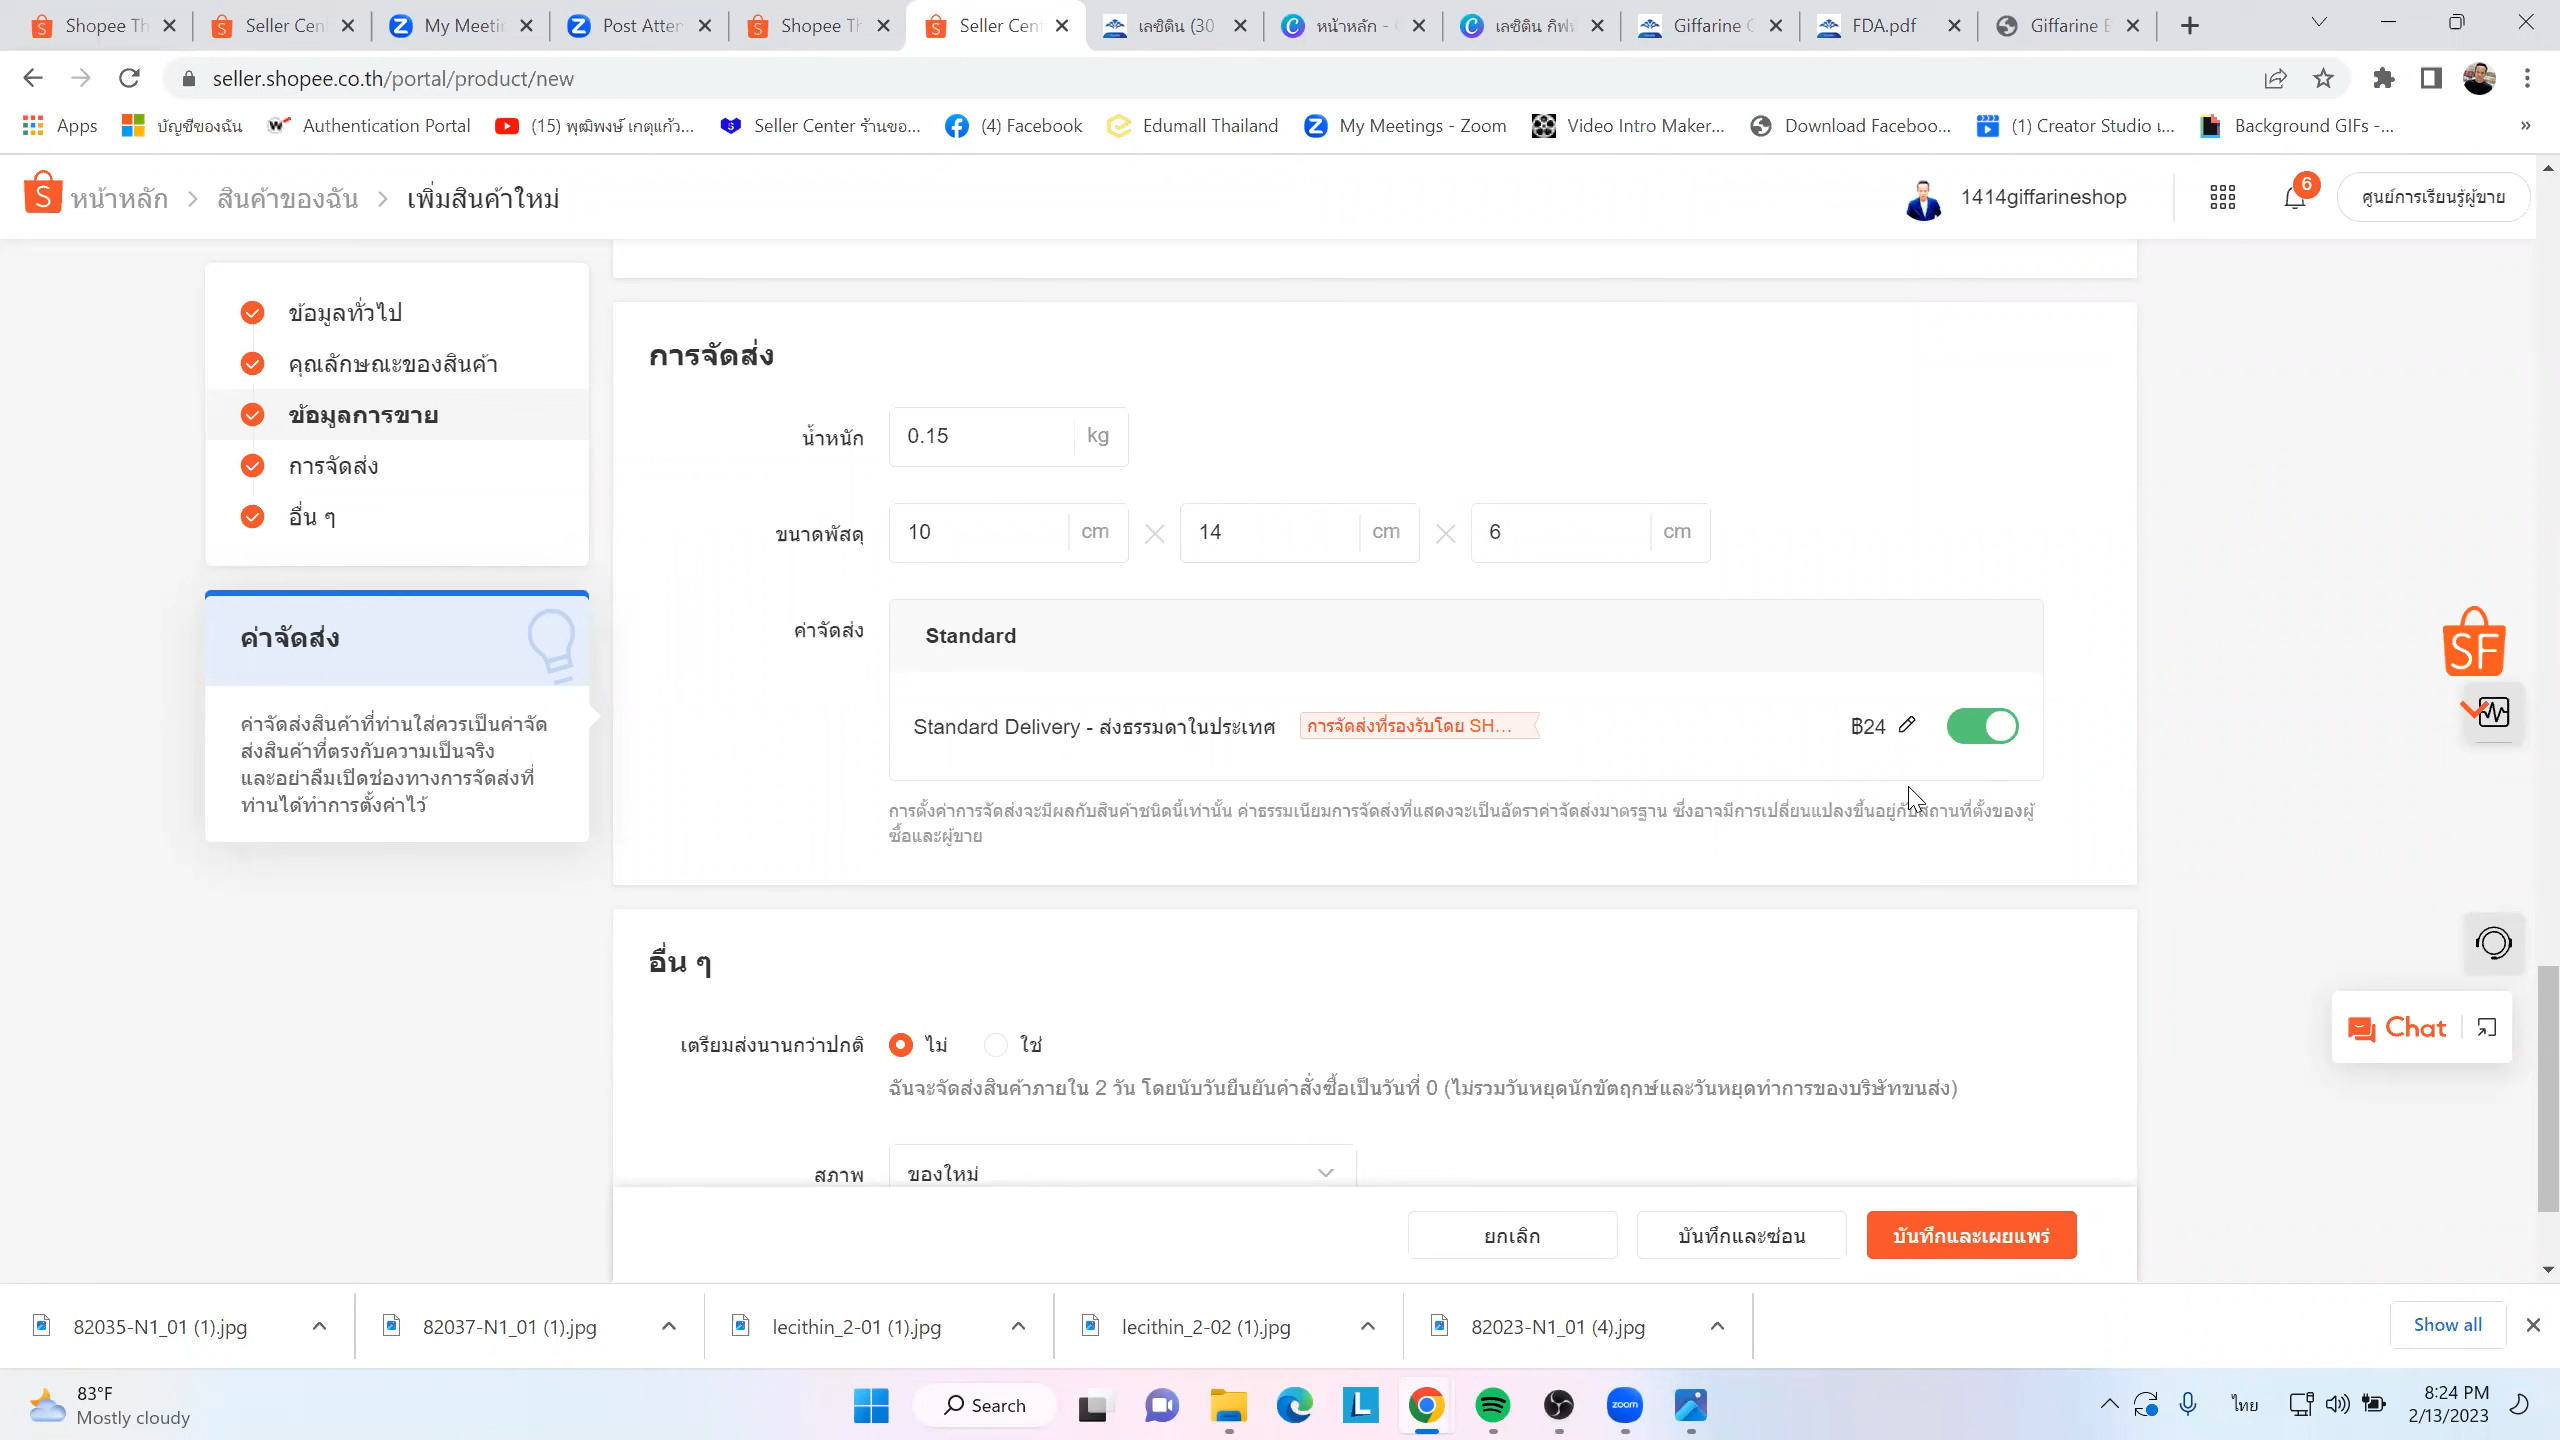 Shopee Th
Seller Cen
My Meetin
Post Atten
Shopee Th
Seller Cen
เลซิติน (30
หน้าหลัก -
เลซิติน กิฟ
Giffarine
FDA.pdf
Giffarine
seller.shopee.co.th/portal/product/new
Apps
บัญชีของฉัน
Authentication Portal
(15) พุฒิพงษ์ เกตุแก้ว...
Seller Center ร้านขอ...
(4) Facebook
Edumall Thailand
My Meetings - Zoom
Video Intro Maker...
Download Faceboo...
(1) Creator Studio เ...
Background GIFs -...
»
หน้าหลัก > สินค้าของฉัน > เพิ่มสินค้าใหม่
1414giffarineshop
6
ศูนย์การเรียนรู้ผู้ขาย
ข้อมูลทั่วไป
คุณลักษณะของสินค้า
ข้อมูลการขาย
การจัดส่ง
อื่น ๆ
ค่าจัดส่ง
ค่าจัดส่งสินค้าที่ท่านใส่ควรเป็นค่าจัด
ส่งสินค้าที่ตรงกับความเป็นจริง
และอย่าลืมเปิดช่องทางการจัดส่งที่
ท่านได้ทำการตั้งค่าไว้
การจัดส่ง
น้ำหนัก 0.15 kg
ขนาดพัสดุ 10 cm 14 cm 6 cm
ค่าจัดส่ง
Standard
Standard Delivery - ส่งธรรมดาในประเทศ การจัดส่งที่รองรับโดย SH... ฿24
การตั้งค่าการจัดส่งจะมีผลกับสินค้าชนิดนี้เท่านั้น ค่าธรรมเนียมการจัดส่งที่แสดงจะเป็นอัตราค่าจัดส่งมาตรฐาน ซึ่งอาจมีการเปลี่ยนแปลงขึ้นอยู่กับสถานที่ตั้งของผู้
ซื้อและผู้ขาย
อื่น ๆ
เตรียมส่งนานกว่าปกติ ไม่ ใช่
ฉันจะจัดส่งสินค้าภายใน 2 วัน โดยนับวันยืนยันคำสั่งซื้อเป็นวันที่ 0 (ไม่รวมวันหยุดนักขัตฤกษ์และวันหยุดทำการของบริษัทขนส่ง)
สภาพ ของใหม่
ยกเลิก
บันทึกและซ่อน
บันทึกและเผยแพร่
SF
Chat
82035-N1_01 (1).jpg
82037-N1_01 (1).jpg
lecithin_2-01 (1).jpg
lecithin_2-02 (1).jpg
82023-N1_01 (4).jpg
Show all
83°F
Mostly cloudy
Search
zoom
ไทย
8:24 PM
2/13/2023